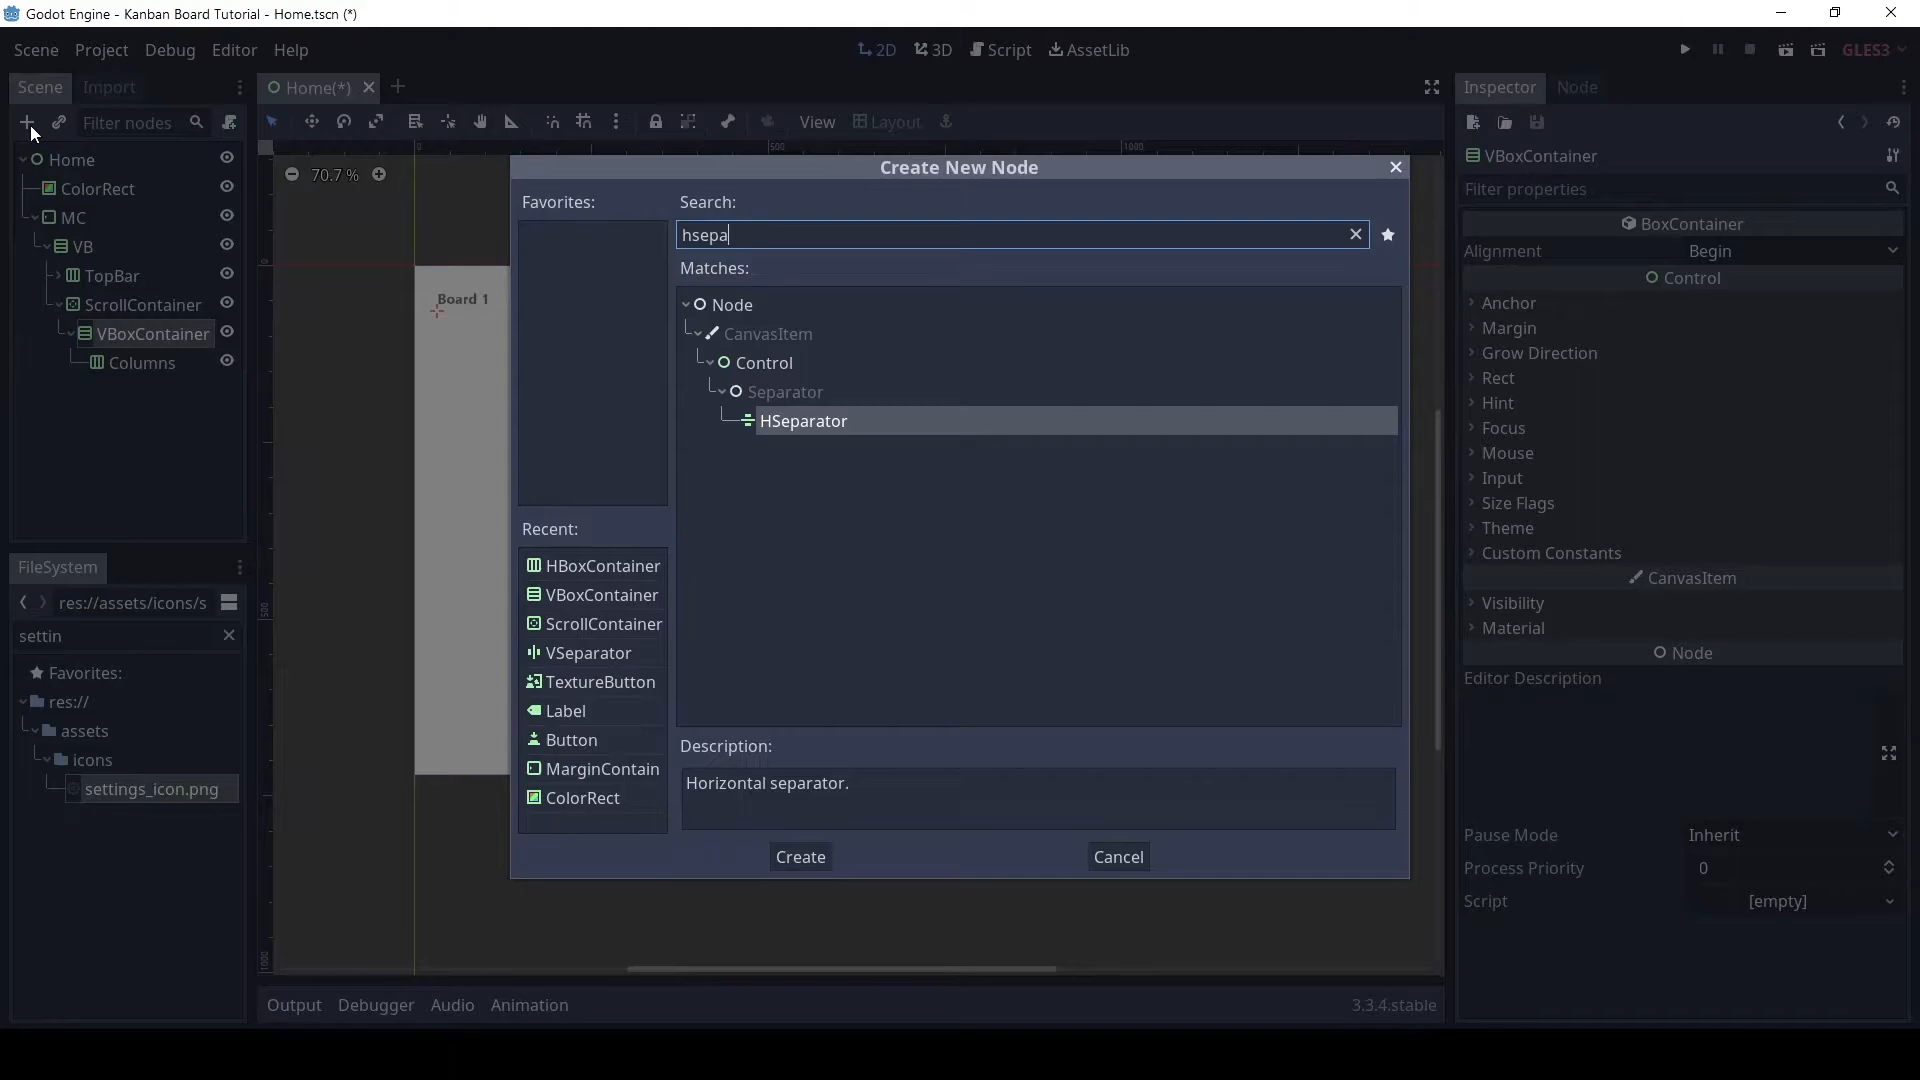 Godot Engine - Kanban Board Tutorial - Home.tscn (*)
Scene Project Debug Editor Help
2D 3D Script AssetLib
GLES3
Scene Import
Home(*)
Inspector Node
Filter nodes
View Layout
Home
ColorRect
MC
VB
TopBar
ScrollContainer
VBoxContainer
Columns
70.7 %
0
500
1000
0
500
1000
Board 1
Create New Node
Favorites:
Search:
hsepa
Matches:
Node
CanvasItem
Control
Separator
HSeparator
Recent:
HBoxContainer
VBoxContainer
ScrollContainer
VSeparator
TextureButton
Label
Button
MarginContain
ColorRect
Description:
Horizontal separator.
Create Cancel
VBoxContainer
Filter properties
BoxContainer
Alignment Begin
Control
Anchor
Margin
Grow Direction
Rect
Hint
Focus
Mouse
Input
Size Flags
Theme
Custom Constants
CanvasItem
Visibility
Material
Node
Editor Description
Pause Mode Inherit
Process Priority 0
Script [empty]
FileSystem
res://assets/icons/s
settin
Favorites:
res://
assets
icons
settings_icon.png
Output Debugger Audio Animation
3.3.4.stable